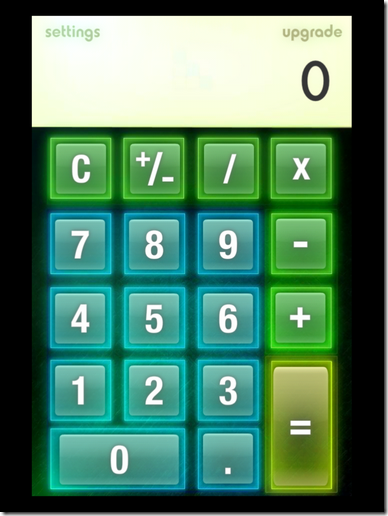 settings upgrade
0
C +/- / x
7 8 9 -
4 5 6 +
1 2 3 =
0 .